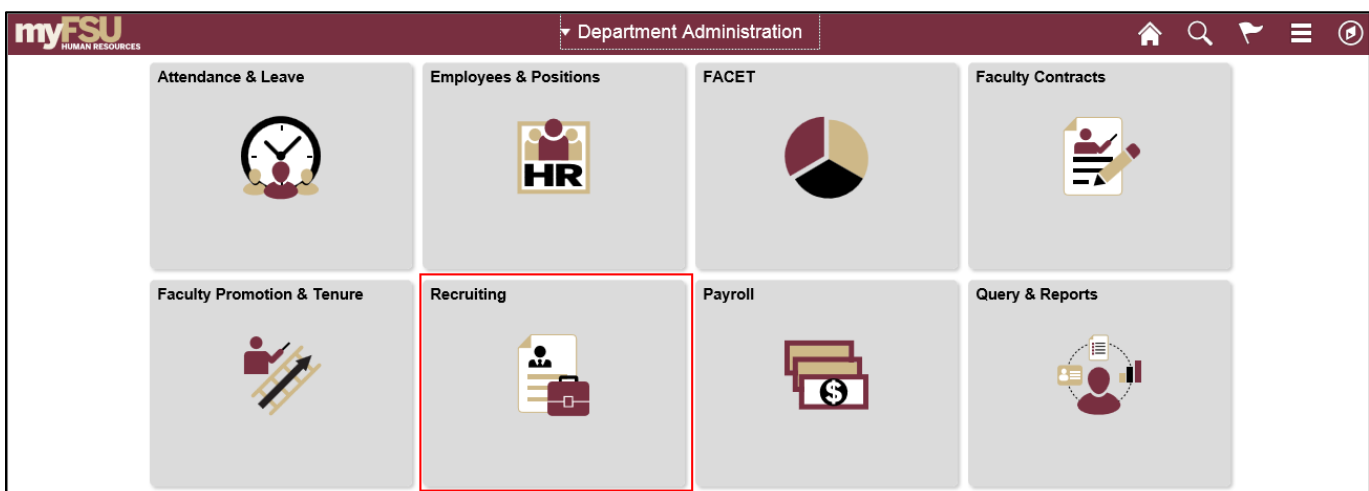 myFSU
HUMAN RESOURCES
Department Administration
Attendance & Leave
Employees & Positions
FACET
Faculty Contracts
HR
Faculty Promotion & Tenure
Recruiting
Payroll
Query & Reports
$